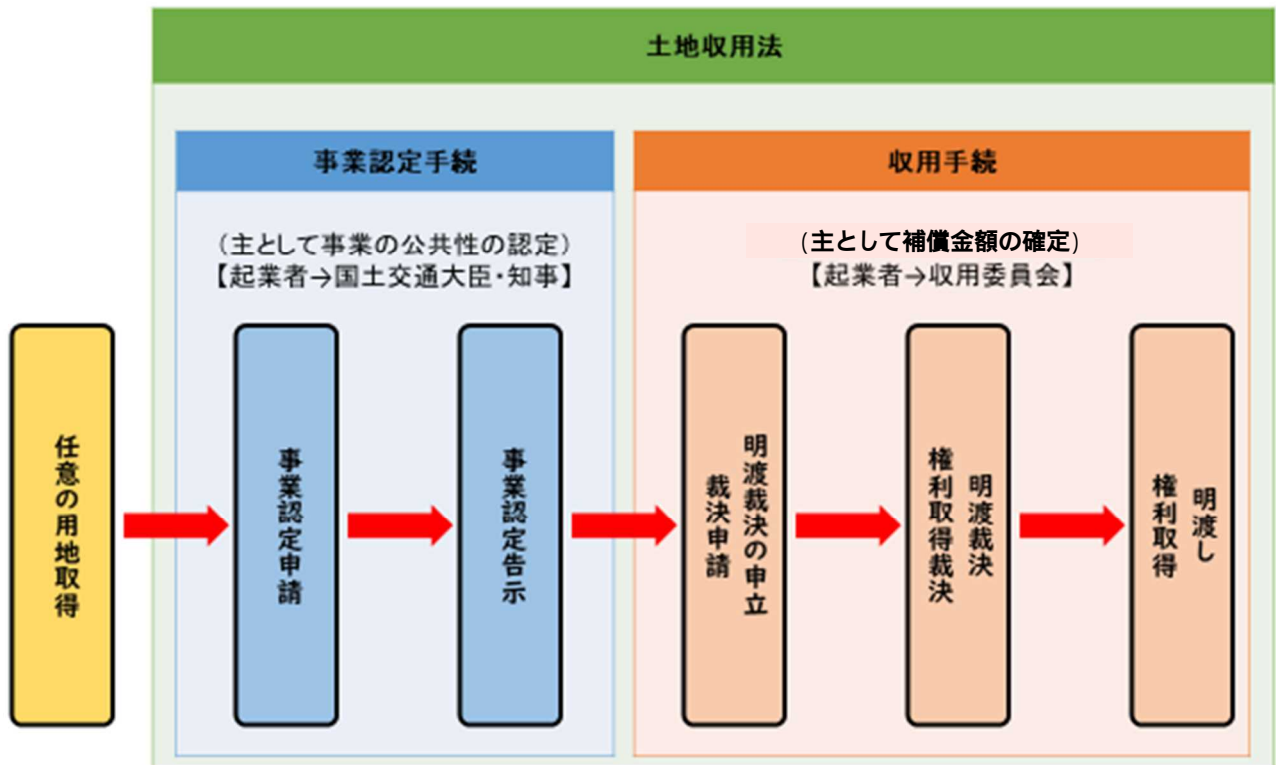 土地収用法
事業認定手続
(主として事業の公共性の認定)
【起業者→国土交通大臣・知事】
収用手続
(主として補償金額の確定)
【起業者→収用委員会】
任意の用地取得
事業認定申請
事業認定告示
明渡裁決の申立
裁決申請
明渡裁決
権利取得裁決
明渡し
権利取得